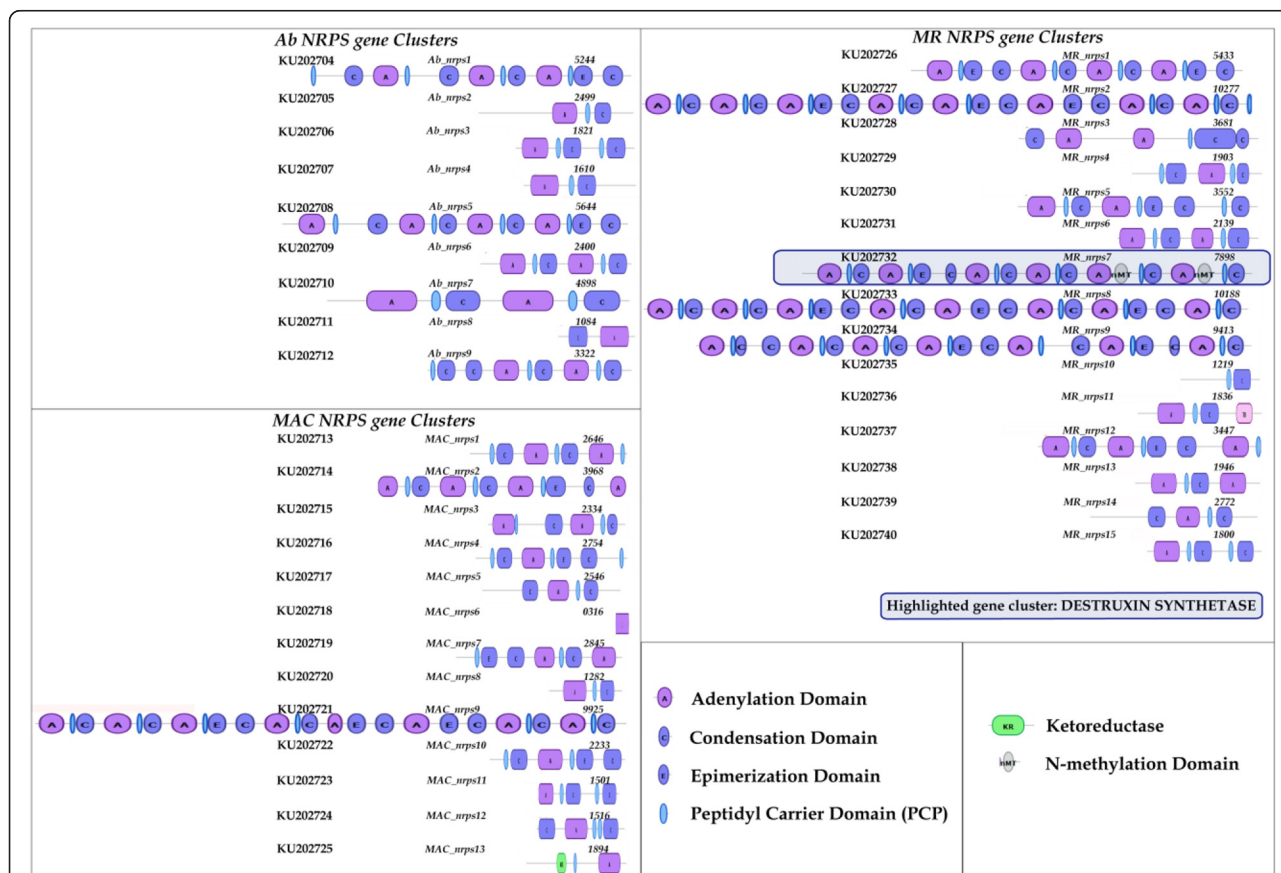 Ab NRPS gene Clusters
KU202704 Ab_nrps1 5244
C A C A C A E C
KU202705 Ab_nrps2 2499
A C
KU202706 Ab_nrps3 1821
A C C
KU202707 Ab_nrps4 1610
A C
KU202708 Ab_nrps5 5644
A C A C A C A E C
KU202709 Ab_nrps6 2400
A C A C
KU202710 Ab_nrps7 4898
A C A C
KU202711 Ab_nrps8 1084
KU202712 Ab_nrps9 3322
C C A C A C
MAC NRPS gene Clusters
KU202713 MAC_nrps1 2646
C A C A
KU202714 MAC_nrps2 3968
A C A C A E C A
KU202715 MAC_nrps3 2334
A C A C
KU202716 MAC_nrps4 2754
C A E C
KU202717 MAC_nrps5 2546
C A C
KU202718 MAC_nrps6 0316
KU202719 MAC_nrps7 2845
E C A C A
KU202720 MAC_nrps8 1282
A C
KU202721 MAC_nrps9 9925
A C A C A E C A C A E C A E C A C A C
KU202722 MAC_nrps10 2233
C A E C
KU202723 MAC_nrps11 1501
A C C
KU202724 MAC_nrps12 1516
C A C
KU202725 MAC_nrps13 1894
A
MR NRPS gene Clusters
KU202726 MR_nrps1 5433
A E C A C A C A E C
KU202727 MR_nrps2 10277
A C A C A E C A C A E C A E C A C A C
KU202728 MR_nrps3 3681
C A A C C
KU202729 MR_nrps4 1903
C A C
KU202730 MR_nrps5 3552
A C A E C C
KU202731 MR_nrps6 2139
A C A C
KU202732 MR_nrps7 7898
A C A E C A C A C A nMT C A nMT C
KU202733 MR_nrps8 10188
A C A C A E C A C A E C A C A E C A C
KU202734 MR_nrps9 9413
A C C A C A C A E C A C A E C A C
KU202735 MR_nrps10 1219
KU202736 MR_nrps11 1836
A C
KU202737 MR_nrps12 3447
A C A E C A
KU202738 MR_nrps13 1946
A C A
KU202739 MR_nrps14 2772
C A C
KU202740 MR_nrps15 1800
A C C
Highlighted gene cluster: DESTRUXIN SYNTHETASE
A Adenylation Domain
C Condensation Domain
E Epimerization Domain
Peptidyl Carrier Domain (PCP)
KR Ketoreductase
nMT N-methylation Domain